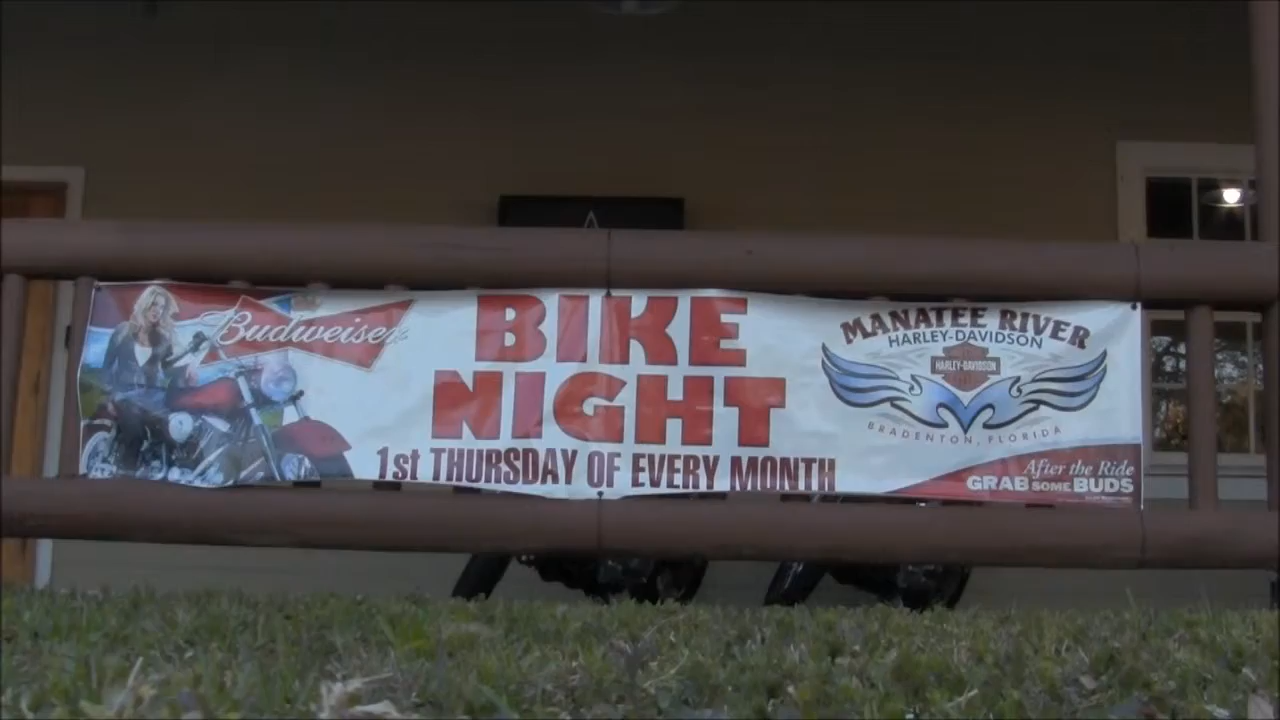 Budweiser
BIKE
NIGHT
1st THURSDAY OF EVERY MONTH
MANATEE RIVER
HARLEY-DAVIDSON
HARLEY-DAVIDSON
BRADENTON, FLORIDA
After the Ride
GRAB SOME BUDS